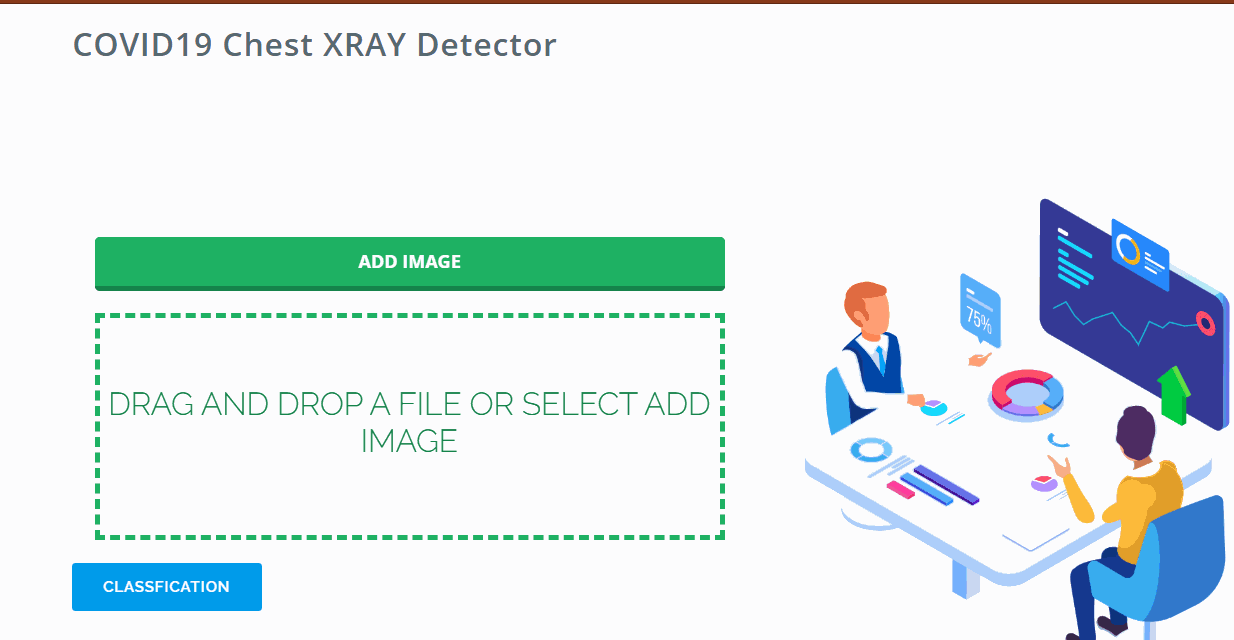 COVID19 Chest XRAY Detector
ADD IMAGE
DRAG AND DROP A FILE OR SELECT ADD
IMAGE
75%
CLASSFICATION